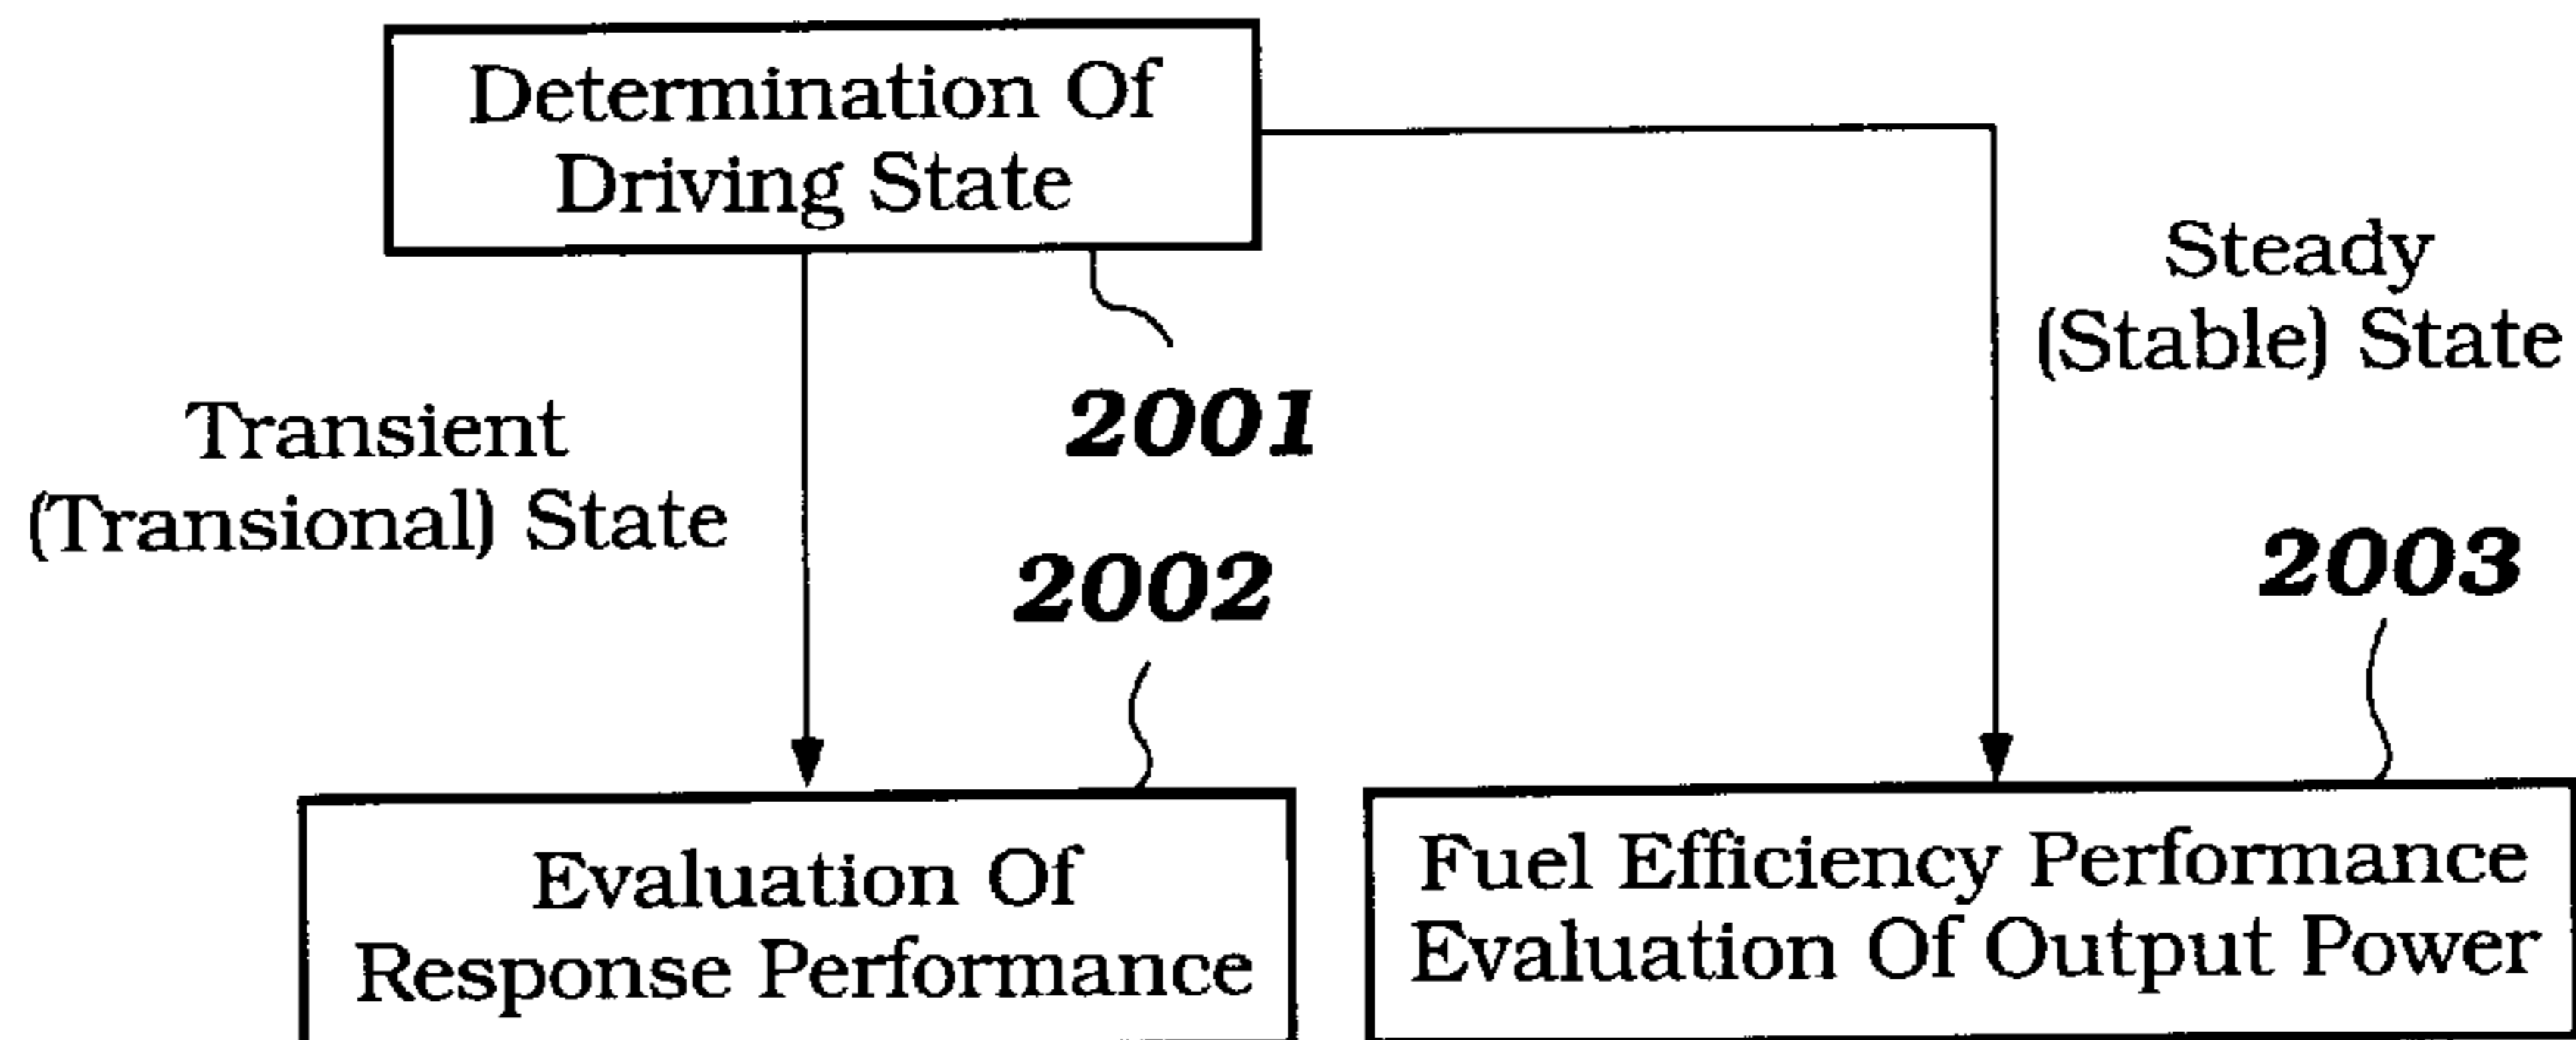 Determination Of
Driving State
Steady
(Stable) State
2001
Transient
(Transional) State
2002
2003
Evaluation Of
Response Performance
Fuel Efficiency Performance
Evaluation Of Output Power